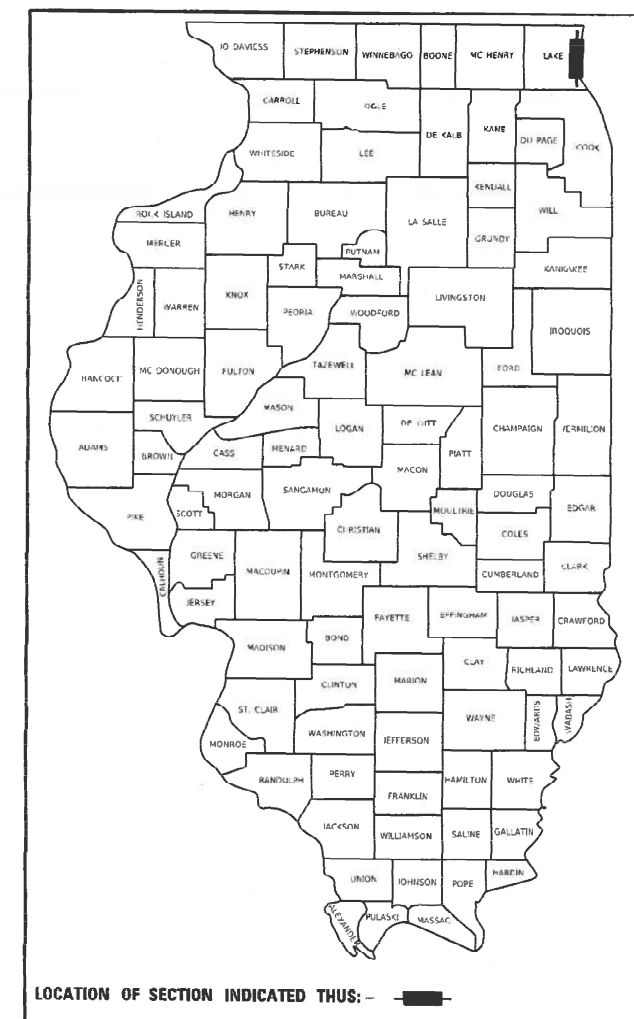 JO DAVIESS STEPHENSON WINNEBAGO BOONE MC HENRY LAKE
CARROLL OGLE DE KALB KANE DU PAGE COOK
WHITESIDE LEE
KENDALL
ROCK ISLAND HENRY BUREAU LA SALLE GRUNDY WILL
MERCER PUTNAM
STARK MARSHALL KANKAKEE
HENDERSON WARREN KNOX PEORIA WOODFORD LIVINGSTON IROQUOIS
HANCOCK MC DONOUGH FULTON TAZEWELL MC LEAN FORD
MASON
SCHUYLER LOGAN DE WITT CHAMPAIGN VERMILION
ADAMS BROWN CASS MENARD MACON PIATT
PIKE SCOTT MORGAN SANGAMON MOULTRIE DOUGLAS EDGAR
CHRISTIAN COLES
CALHOUN GREENE MACOUPIN MONTGOMERY SHELBY CUMBERLAND CLARK
JERSEY
BOND FAYETTE EFFINGHAM JASPER CRAWFORD
MADISON
CLAY RICHLAND LAWRENCE
CLINTON MARION
ST. CLAIR WAYNE EDWARDS WABASH
MONROE WASHINGTON JEFFERSON
RANDOLPH PERRY HAMILTON WHITE
FRANKLIN
JACKSON WILLIAMSON SALINE GALLATIN
UNION JOHNSON POPE HARDIN
ALEXANDER PULASKI MASSAC
LOCATION OF SECTION INDICATED THUS: –